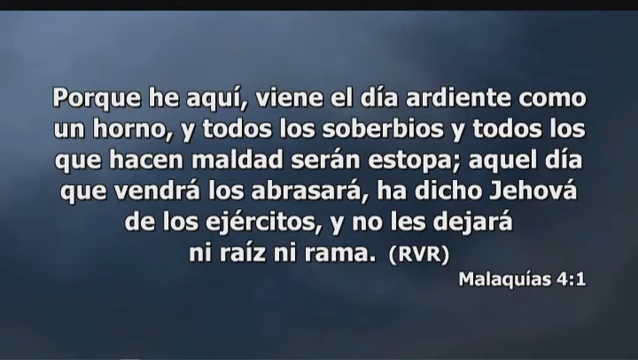 Porque he aquí, viene el día ardiente como
un horno, y todos los soberbios y todos los
que hacen maldad serán estopa; aquel día
que vendrá los abrasará, ha dicho Jehová
de los ejércitos, y no les dejará
ni raíz ni rama. (RVR)
Malaquías 4:1